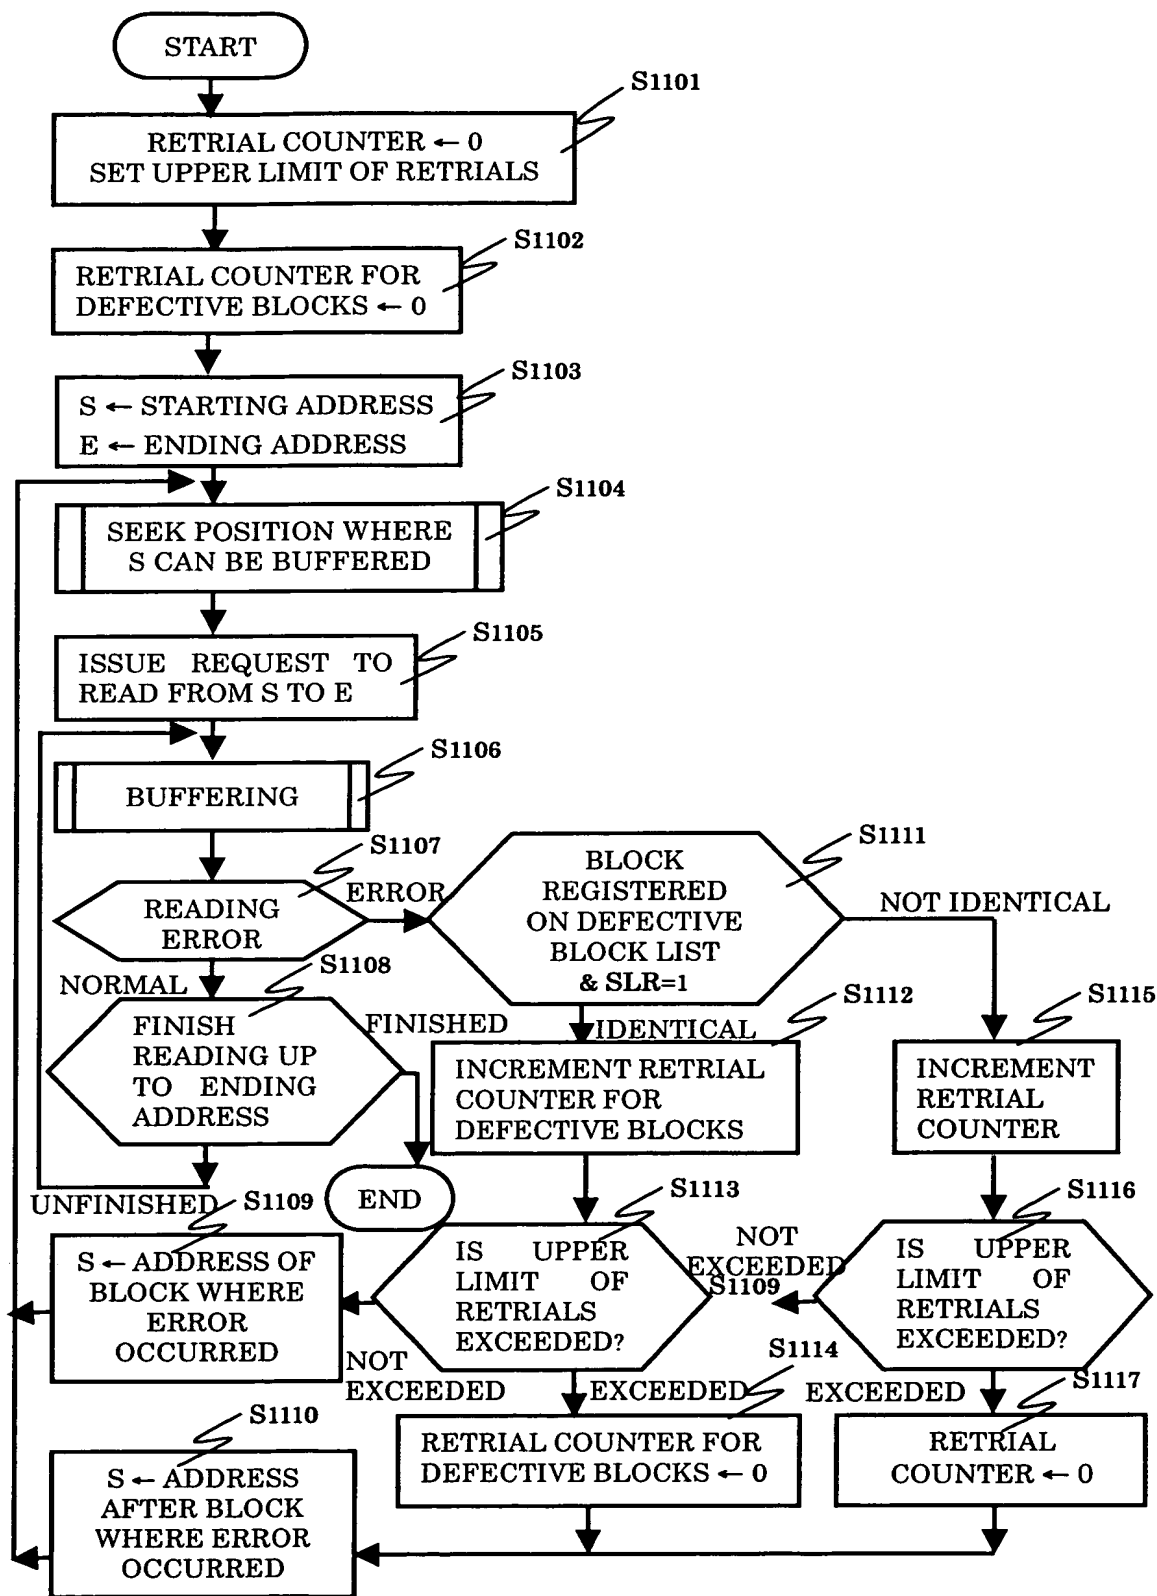 START
S1101
RETRIAL COUNTER ← 0
SET UPPER LIMIT OF RETRIALS
S1102
RETRIAL COUNTER FOR
DEFECTIVE BLOCKS ← 0
S1103
S ← STARTING ADDRESS
E ← ENDING ADDRESS
S1104
SEEK POSITION WHERE
S CAN BE BUFFERED
S1105
ISSUE REQUEST TO
READ FROM S TO E
S1106
BUFFERING
S1107
READING
ERROR
ERROR
NORMAL
S1111
BLOCK
REGISTERED
ON DEFECTIVE
BLOCK LIST
& SLR=1
NOT IDENTICAL
IDENTICAL
S1108
FINISH
READING UP
TO ENDING
ADDRESS
FINISHED
UNFINISHED
END
S1112
INCREMENT RETRIAL
COUNTER FOR
DEFECTIVE BLOCKS
S1115
INCREMENT
RETRIAL
COUNTER
S1109
S ← ADDRESS OF
BLOCK WHERE
ERROR
OCCURRED
S1113
IS UPPER
LIMIT OF
RETRIALS
EXCEEDED?
NOT
EXCEEDED
EXCEEDED
S1116
IS UPPER
LIMIT OF
RETRIALS
EXCEEDED?
NOT
EXCEEDED
S1109
EXCEEDED
S1114
RETRIAL COUNTER FOR
DEFECTIVE BLOCKS ← 0
S1117
RETRIAL
COUNTER ← 0
S1110
S ← ADDRESS
AFTER BLOCK
WHERE ERROR
OCCURRED